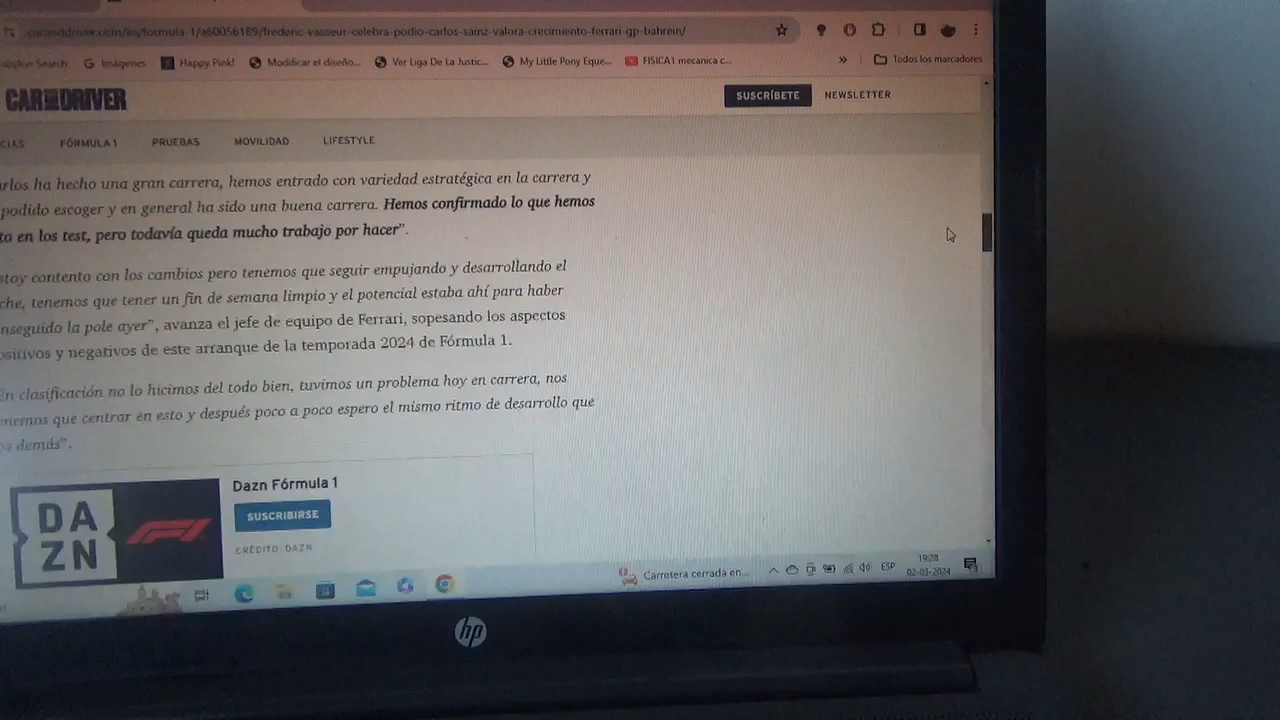 caranddriver.com/es/formula-1/a60056189/frederic-vasseur-celebra-podio-carlos-sainz-valora-crecimiento-ferrari-gp-bahrein/
Search
Imágenes
Happy Pink!
Modificar el diseño...
Ver Liga De La Justic...
My Little Pony Eque...
FISICA1 mecanica c...
»
Todos los marcadores
CAR AND DRIVER
SUSCRÍBETE
NEWSLETTER
CIAS
FÓRMULA 1
PRUEBAS
MOVILIDAD
LIFESTYLE
rlos ha hecho una gran carrera, hemos entrado con variedad estratégica en la carrera y
podido escoger y en general ha sido una buena carrera. Hemos confirmado lo que hemos
to en los test, pero todavía queda mucho trabajo por hacer”.
stoy contento con los cambios pero tenemos que seguir empujando y desarrollando el
che, tenemos que tener un fin de semana limpio y el potencial estaba ahí para haber
nseguido la pole ayer”, avanza el jefe de equipo de Ferrari, sopesando los aspectos
ositivos y negativos de este arranque de la temporada 2024 de Fórmula 1.
En clasificación no lo hicimos del todo bien, tuvimos un problema hoy en carrera, nos
nemos que centrar en esto y después poco a poco espero el mismo ritmo de desarrollo que
demás”.
DA
ZN
F1
Dazn Fórmula 1
SUSCRIBIRSE
CRÉDITO: DAZN
Carretera cerrada en...
ESP
19:28
02-03-2024
hp